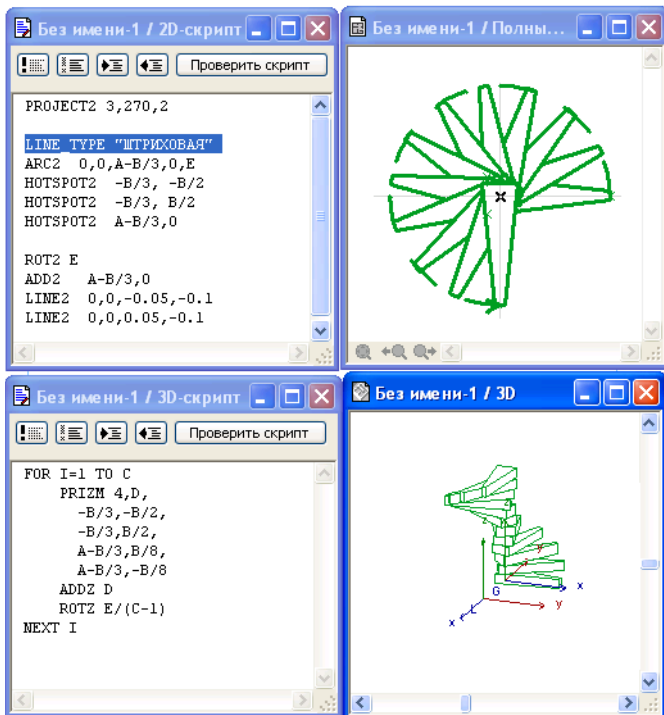 Без имени-1 / 2D-скрипт
Проверить скрипт
PROJECT2 3,270,2
LINE_TYPE "ШТРИХОВАЯ"
ARC2 0,0,A-B/3,0,E
HOTSPOT2 -B/3, -B/2
HOTSPOT2 -B/3, B/2
HOTSPOT2 A-B/3,0
ROT2 E
ADD2 A-B/3,0
LINE2 0,0,-0.05,-0.1
LINE2 0,0,0.05,-0.1
Без имени-1 / Полны...
Без имени-1 / 3D-скрипт
Проверить скрипт
FOR I=1 TO C
PRIZM 4,D,
-B/3,-B/2,
-B/3,B/2,
A-B/3,B/8,
A-B/3,-B/8
ADDZ D
ROTZ E/(C-1)
NEXT I
Без имени-1 / 3D
z
y
x
G
L
x
y